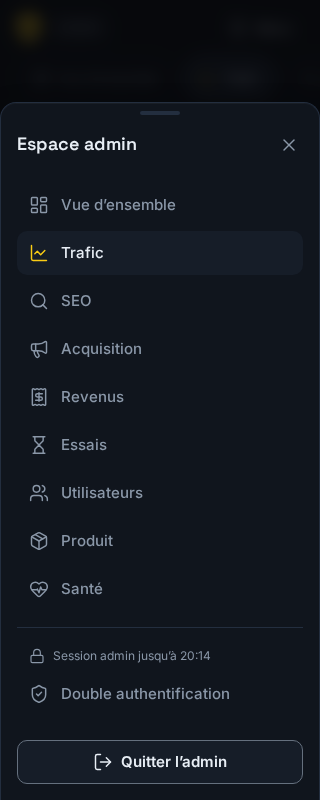 Espace admin
Vue d’ensemble
Trafic
SEO
Acquisition
Revenus
Essais
Utilisateurs
Produit
Santé
Session admin jusqu’à 20:14
Double authentification
Quitter l’admin